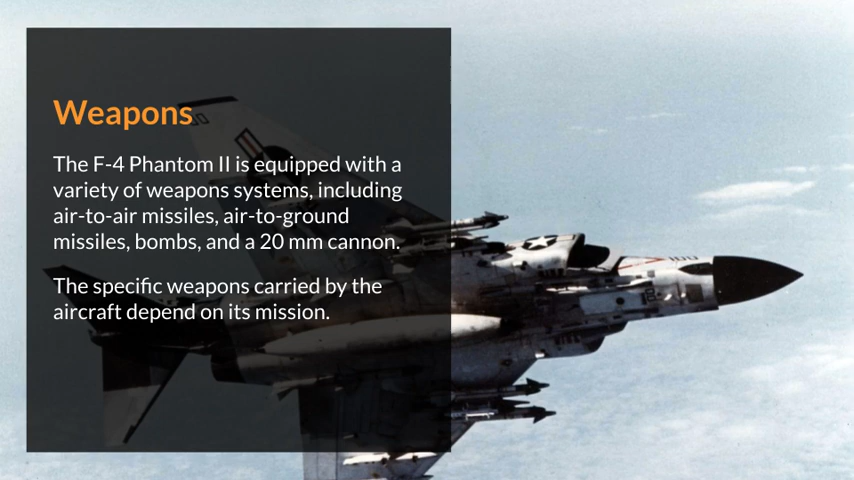 Weapons
The F-4 Phantom II is equipped with a
variety of weapons systems, including
air-to-air missiles, air-to-ground
missiles, bombs, and a 20 mm cannon.
The specific weapons carried by the
aircraft depend on its mission.
100